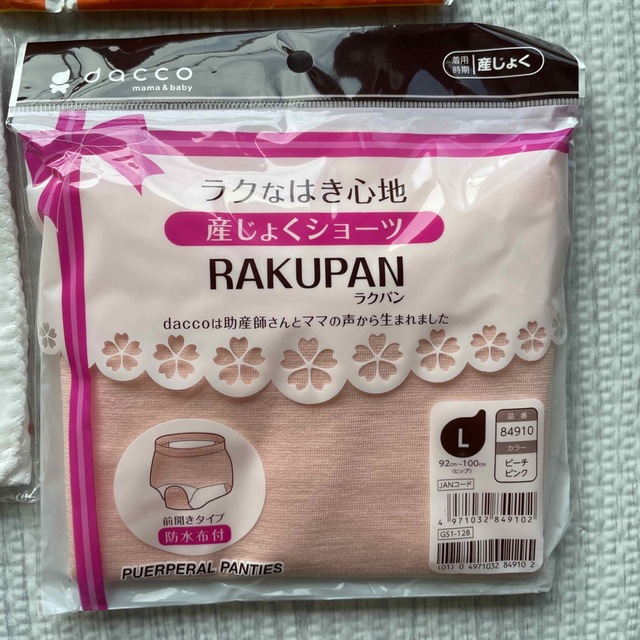 dacco
mama & baby
着用時期
産じょく
ラクなはき心地
産じょくショーツ
RAKUPAN
ラクパン
daccoは助産師さんとママの声から生まれました
前開きタイプ
防水布付
PUERPERAL PANTIES
L
92cm~100cm
(ヒップ)
品番
84910
カラー
ピーチ
ピンク
JANコード
4 971032 849102
GS1-128
(01) 0 4971032 84910 2